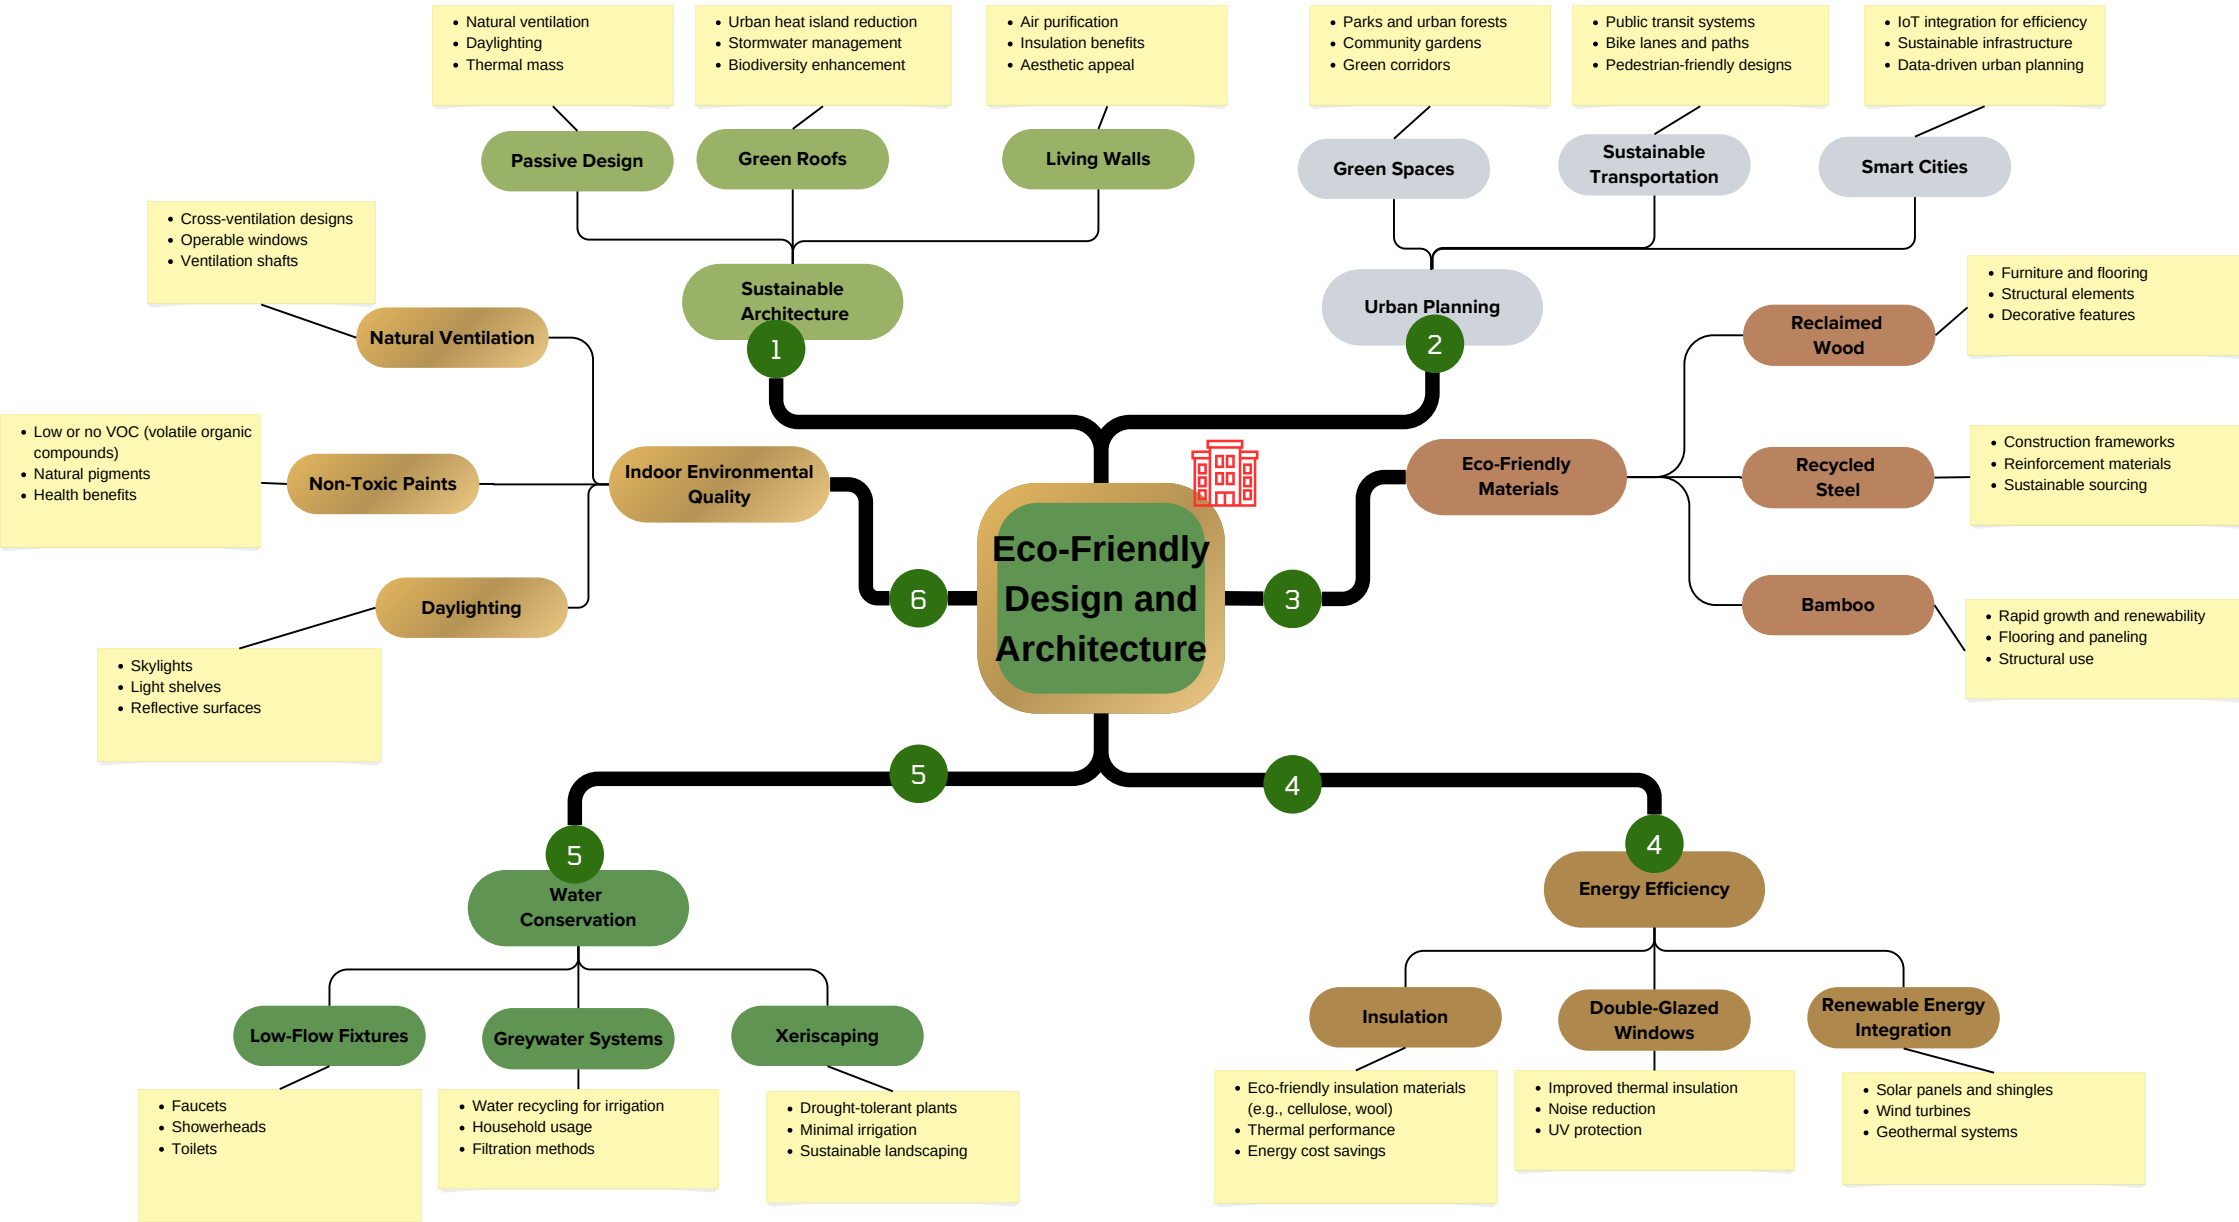 Eco-Friendly
Design and
Architecture
1
Sustainable
Architecture
Passive Design
Natural ventilation
Daylighting
Thermal mass
Green Roofs
Urban heat island reduction
Stormwater management
Biodiversity enhancement
Living Walls
Air purification
Insulation benefits
Aesthetic appeal
2
Urban Planning
Green Spaces
Parks and urban forests
Community gardens
Green corridors
Sustainable
Transportation
Public transit systems
Bike lanes and paths
Pedestrian-friendly designs
Smart Cities
IoT integration for efficiency
Sustainable infrastructure
Data-driven urban planning
3
Eco-Friendly
Materials
Reclaimed
Wood
Furniture and flooring
Structural elements
Decorative features
Recycled
Steel
Construction frameworks
Reinforcement materials
Sustainable sourcing
Bamboo
Rapid growth and renewability
Flooring and paneling
Structural use
4
4
Energy Efficiency
Insulation
Eco-friendly insulation materials
(e.g., cellulose, wool)
Thermal performance
Energy cost savings
Double-Glazed
Windows
Improved thermal insulation
Noise reduction
UV protection
Renewable Energy
Integration
Solar panels and shingles
Wind turbines
Geothermal systems
5
5
Water
Conservation
Low-Flow Fixtures
Faucets
Showerheads
Toilets
Greywater Systems
Water recycling for irrigation
Household usage
Filtration methods
Xeriscaping
Drought-tolerant plants
Minimal irrigation
Sustainable landscaping
6
Indoor Environmental
Quality
Natural Ventilation
Cross-ventilation designs
Operable windows
Ventilation shafts
Non-Toxic Paints
Low or no VOC (volatile organic
compounds)
Natural pigments
Health benefits
Daylighting
Skylights
Light shelves
Reflective surfaces